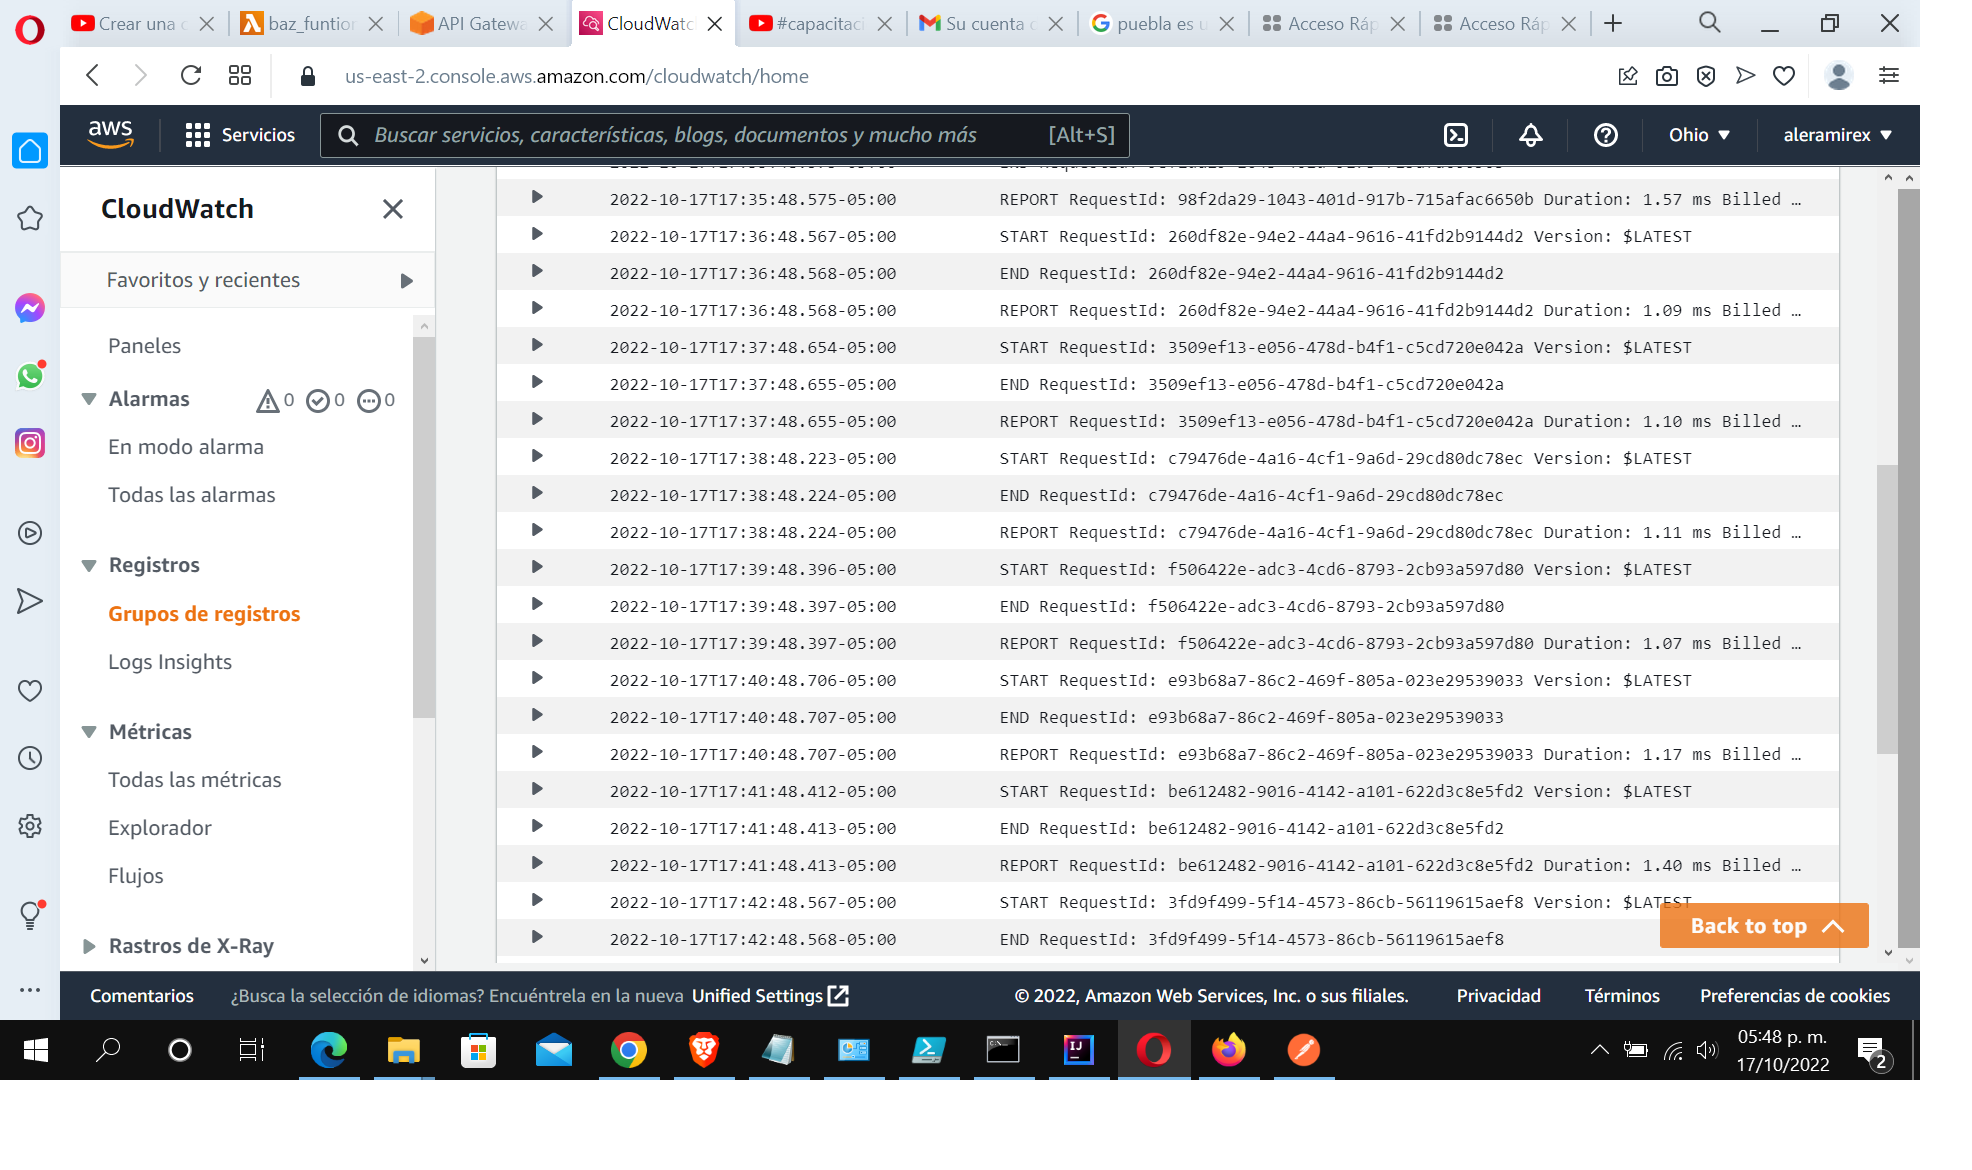 Crear una c
baz_funtion
API Gatewa
CloudWatc
#capacitaci
Su cuenta d
puebla es u
Acceso Ráp
Acceso Ráp
us-east-2.console.aws.amazon.com/cloudwatch/home
aws
Servicios
Buscar servicios, características, blogs, documentos y mucho más [Alt+S]
Ohio
aleramirex
CloudWatch
Favoritos y recientes
Paneles
Alarmas 0 0 0
En modo alarma
Todas las alarmas
Registros
Grupos de registros
Logs Insights
Métricas
Todas las métricas
Explorador
Flujos
Rastros de X-Ray
2022-10-17T17:35:48.575-05:00 REPORT RequestId: 98f2da29-1043-401d-917b-715afac6650b Duration: 1.57 ms Billed …
2022-10-17T17:36:48.567-05:00 START RequestId: 260df82e-94e2-44a4-9616-41fd2b9144d2 Version: $LATEST
2022-10-17T17:36:48.568-05:00 END RequestId: 260df82e-94e2-44a4-9616-41fd2b9144d2
2022-10-17T17:36:48.568-05:00 REPORT RequestId: 260df82e-94e2-44a4-9616-41fd2b9144d2 Duration: 1.09 ms Billed …
2022-10-17T17:37:48.654-05:00 START RequestId: 3509ef13-e056-478d-b4f1-c5cd720e042a Version: $LATEST
2022-10-17T17:37:48.655-05:00 END RequestId: 3509ef13-e056-478d-b4f1-c5cd720e042a
2022-10-17T17:37:48.655-05:00 REPORT RequestId: 3509ef13-e056-478d-b4f1-c5cd720e042a Duration: 1.10 ms Billed …
2022-10-17T17:38:48.223-05:00 START RequestId: c79476de-4a16-4cf1-9a6d-29cd80dc78ec Version: $LATEST
2022-10-17T17:38:48.224-05:00 END RequestId: c79476de-4a16-4cf1-9a6d-29cd80dc78ec
2022-10-17T17:38:48.224-05:00 REPORT RequestId: c79476de-4a16-4cf1-9a6d-29cd80dc78ec Duration: 1.11 ms Billed …
2022-10-17T17:39:48.396-05:00 START RequestId: f506422e-adc3-4cd6-8793-2cb93a597d80 Version: $LATEST
2022-10-17T17:39:48.397-05:00 END RequestId: f506422e-adc3-4cd6-8793-2cb93a597d80
2022-10-17T17:39:48.397-05:00 REPORT RequestId: f506422e-adc3-4cd6-8793-2cb93a597d80 Duration: 1.07 ms Billed …
2022-10-17T17:40:48.706-05:00 START RequestId: e93b68a7-86c2-469f-805a-023e29539033 Version: $LATEST
2022-10-17T17:40:48.707-05:00 END RequestId: e93b68a7-86c2-469f-805a-023e29539033
2022-10-17T17:40:48.707-05:00 REPORT RequestId: e93b68a7-86c2-469f-805a-023e29539033 Duration: 1.17 ms Billed …
2022-10-17T17:41:48.412-05:00 START RequestId: be612482-9016-4142-a101-622d3c8e5fd2 Version: $LATEST
2022-10-17T17:41:48.413-05:00 END RequestId: be612482-9016-4142-a101-622d3c8e5fd2
2022-10-17T17:41:48.413-05:00 REPORT RequestId: be612482-9016-4142-a101-622d3c8e5fd2 Duration: 1.40 ms Billed …
2022-10-17T17:42:48.567-05:00 START RequestId: 3fd9f499-5f14-4573-86cb-56119615aef8 Version: $LATEST
2022-10-17T17:42:48.568-05:00 END RequestId: 3fd9f499-5f14-4573-86cb-56119615aef8
Back to top
Comentarios
¿Busca la selección de idiomas? Encuéntrela en la nueva Unified Settings
© 2022, Amazon Web Services, Inc. o sus filiales.
Privacidad
Términos
Preferencias de cookies
IJ
05:48 p. m.
17/10/2022
2